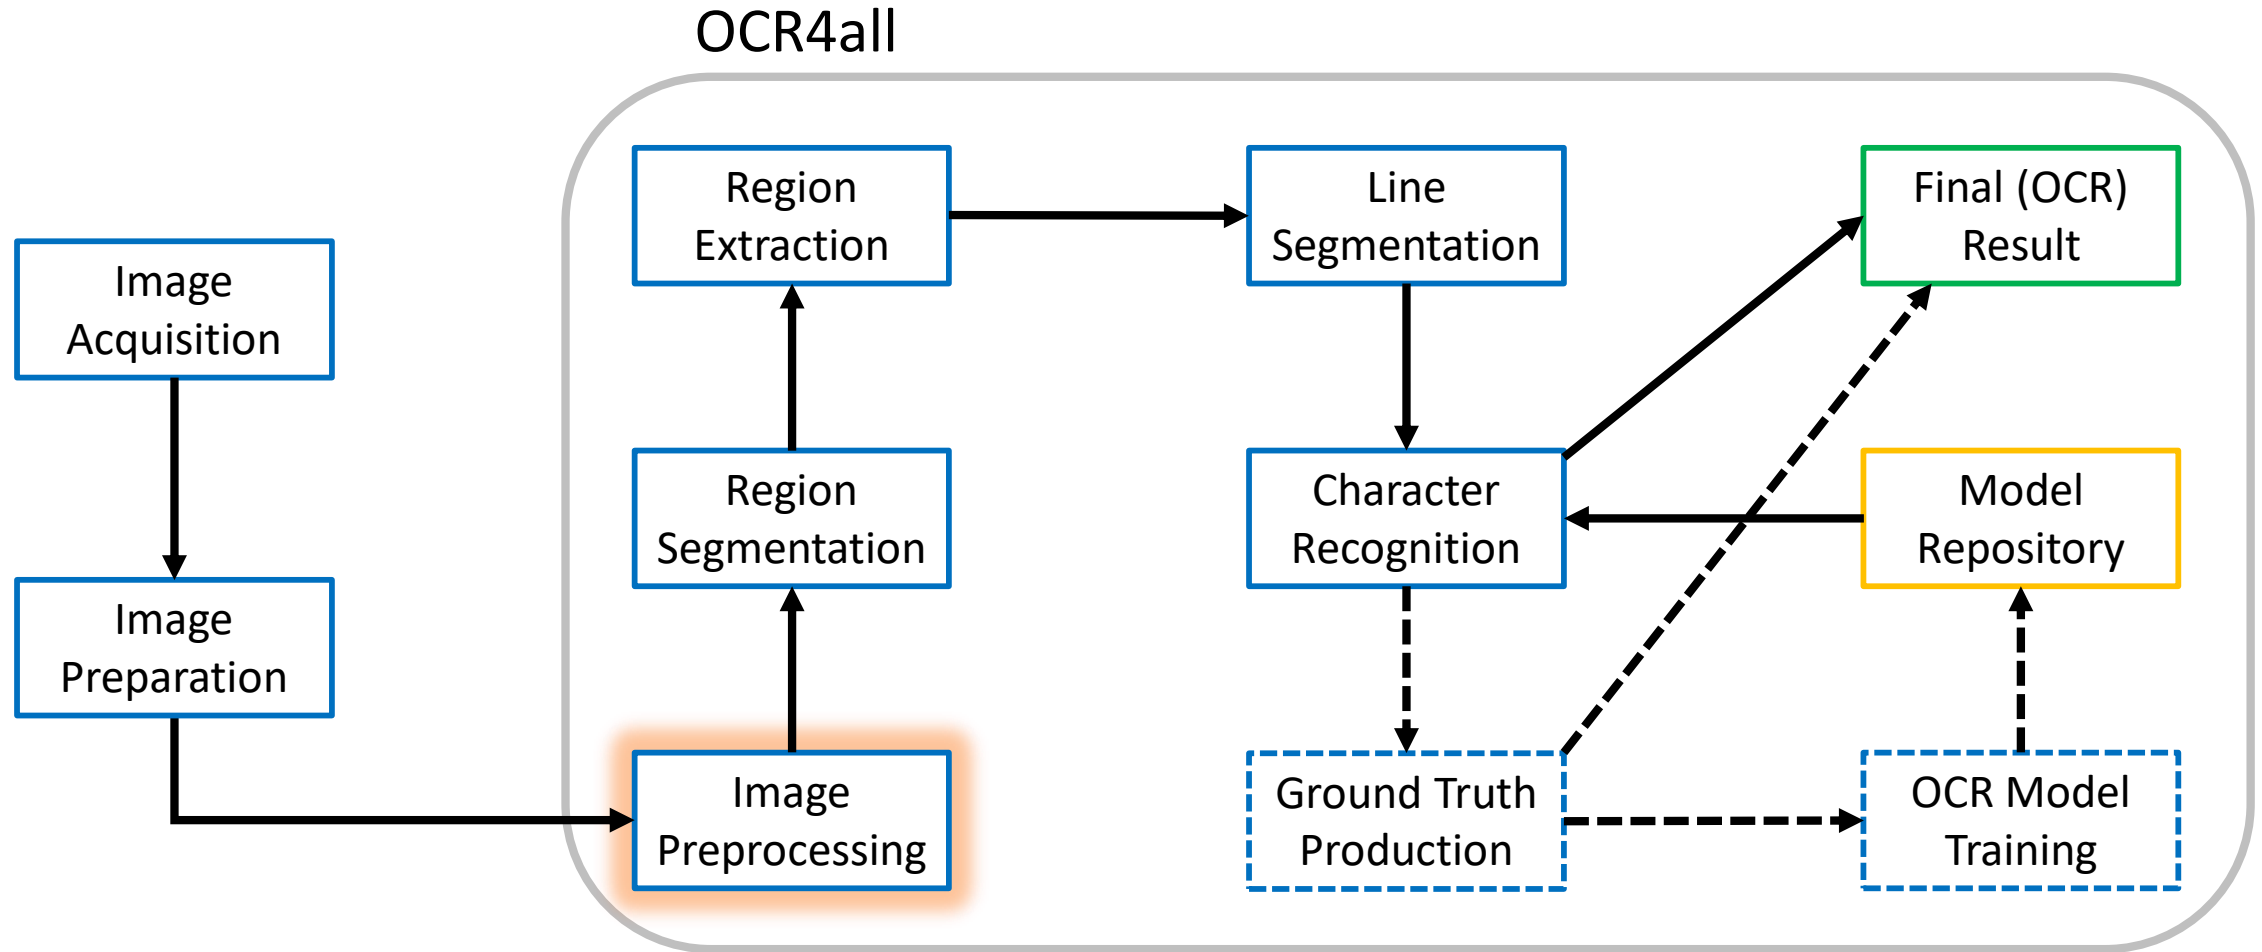 OCR4all
Image
Acquisition
Image
Preparation
Image
Preprocessing
Region
Segmentation
Region
Extraction
Line
Segmentation
Character
Recognition
Ground Truth
Production
OCR Model
Training
Model
Repository
Final (OCR)
Result